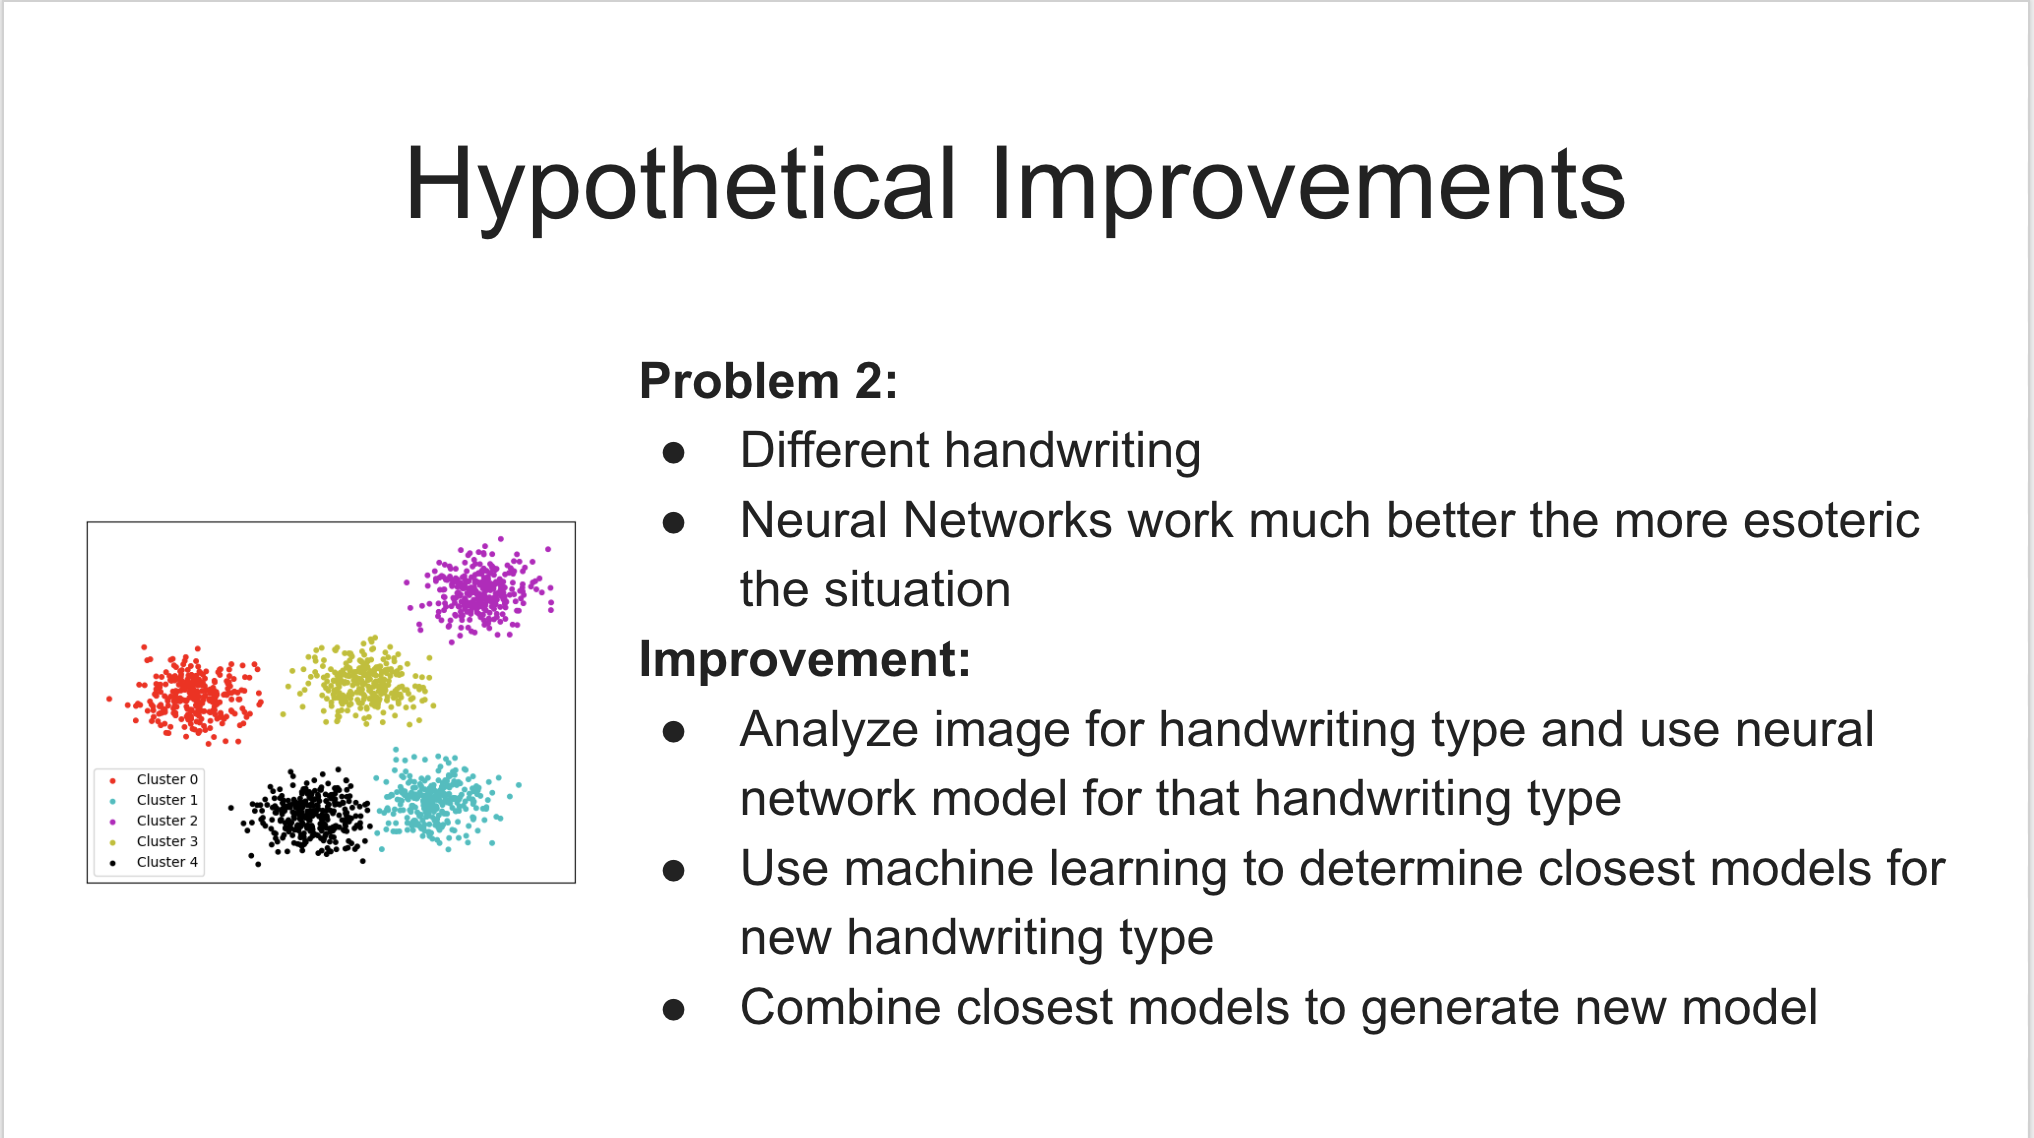 Hypothetical Improvements
Problem 2:
● Different handwriting
● Neural Networks work much better the more esoteric
the situation
Improvement:
● Analyze image for handwriting type and use neural
network model for that handwriting type
● Use machine learning to determine closest models for
new handwriting type
● Combine closest models to generate new model
Cluster 0
Cluster 1
Cluster 2
Cluster 3
Cluster 4